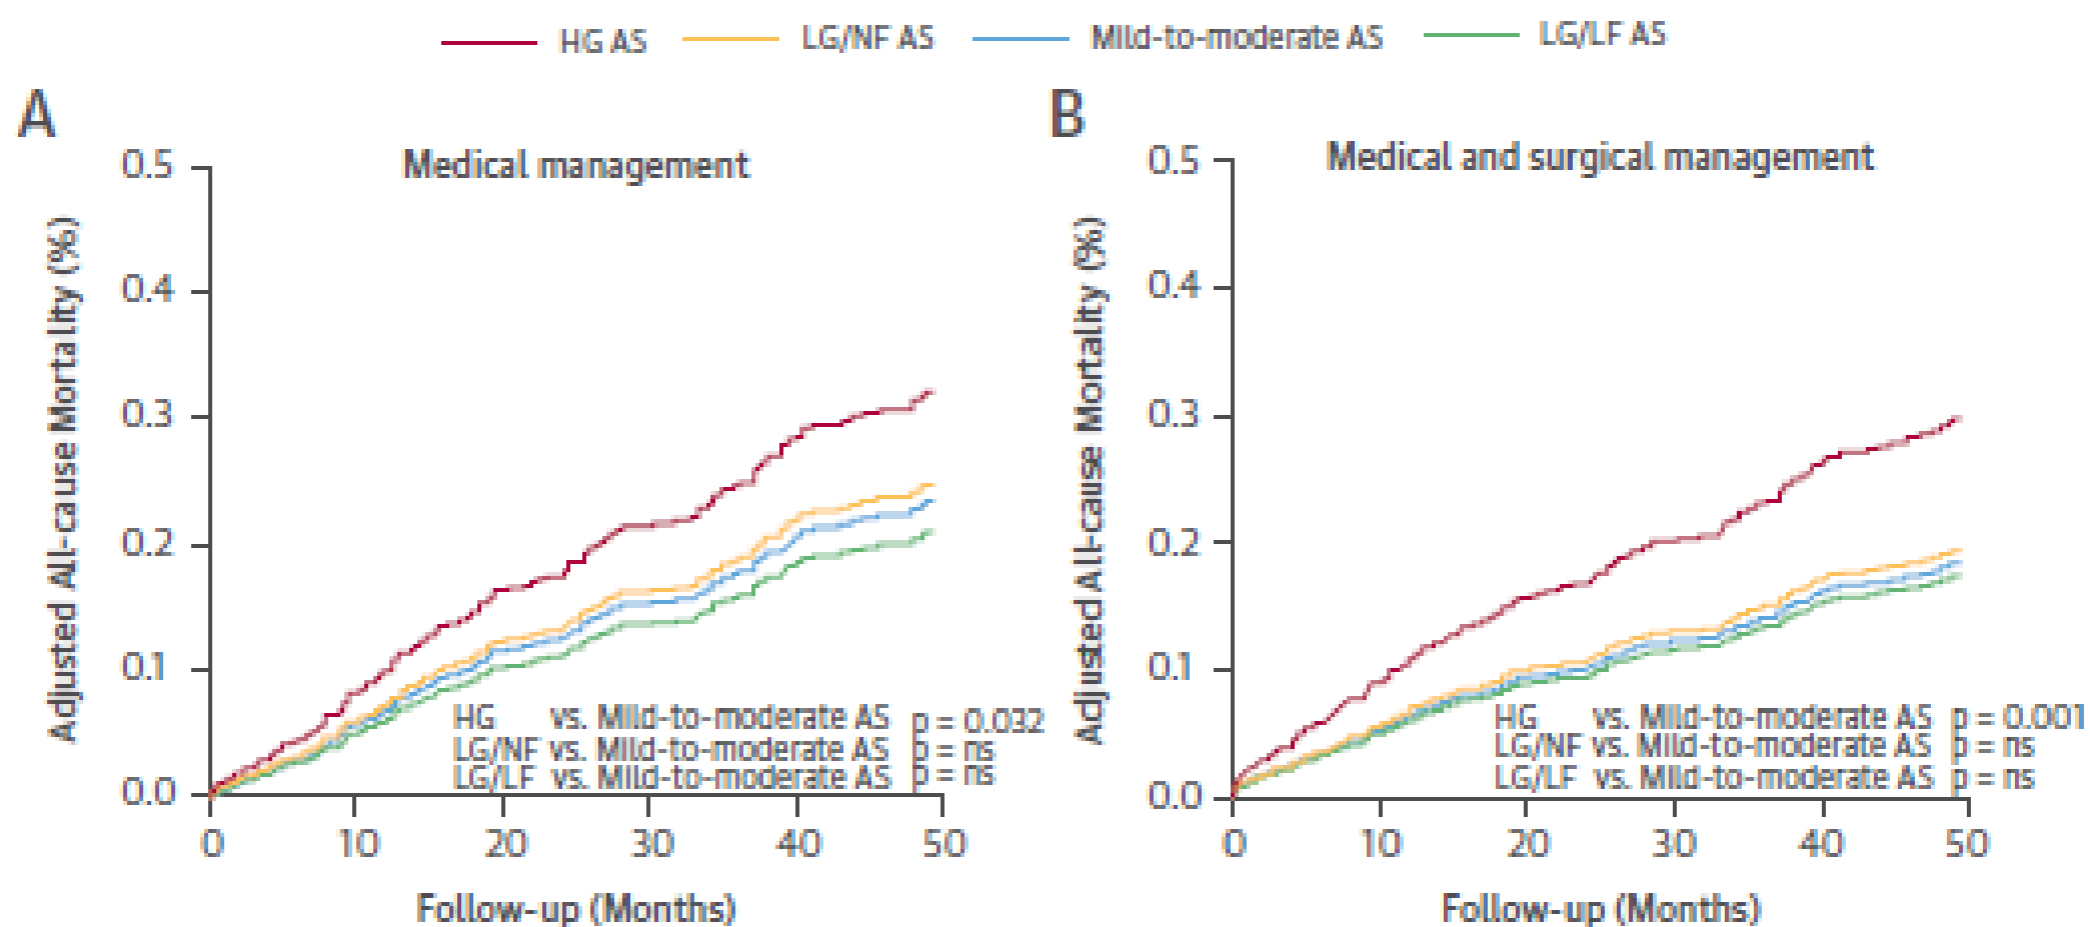 HG AS LG/NF AS Mild-to-moderate AS LG/LF AS
A
Medical management
Adjusted All-cause Mortality (%)
0.5
0.4
0.3
0.2
0.1
0.0
HG vs. Mild-to-moderate AS p = 0.032
LG/NF vs. Mild-to-moderate AS p = ns
LG/LF vs. Mild-to-moderate AS p = ns
0 10 20 30 40 50
Follow-up (Months)
B
Medical and surgical management
Adjusted All-cause Mortality (%)
0.5
0.4
0.3
0.2
0.1
0.0
HG vs. Mild-to-moderate AS p = 0.001
LG/NF vs. Mild-to-moderate AS p = ns
LG/LF vs. Mild-to-moderate AS p = ns
0 10 20 30 40 50
Follow-up (Months)